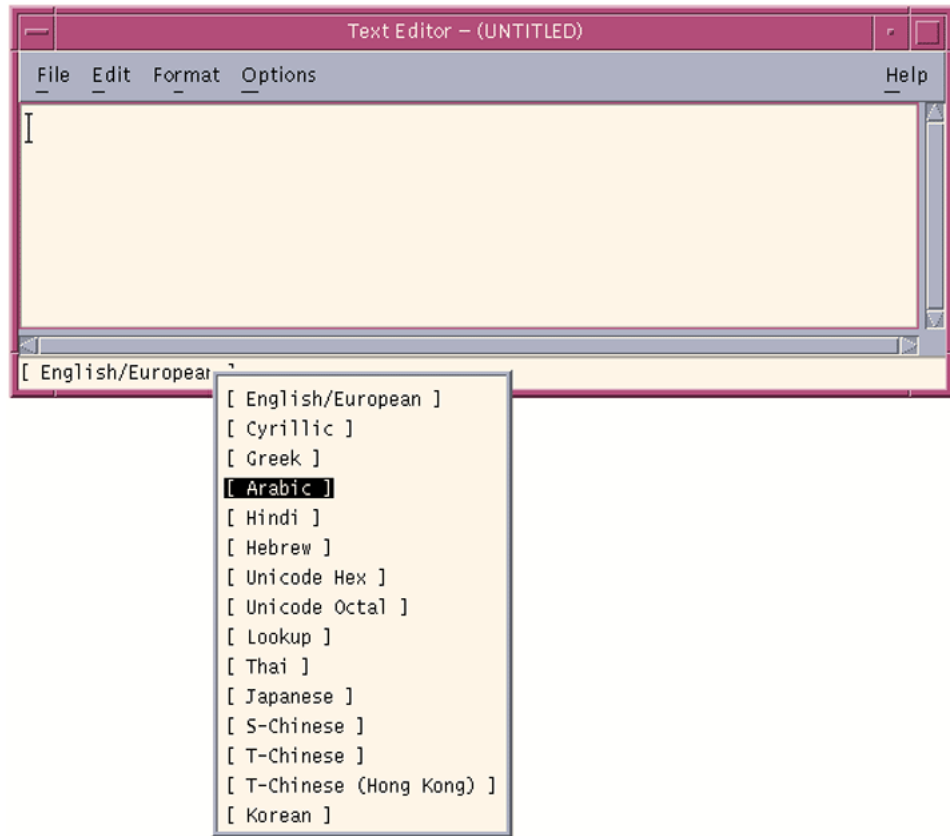 Text Editor – (UNTITLED)
File Edit Format Options Help
[ English/European ]
[ English/European ]
[ Cyrillic ]
[ Greek ]
[ Arabic ]
[ Hindi ]
[ Hebrew ]
[ Unicode Hex ]
[ Unicode Octal ]
[ Lookup ]
[ Thai ]
[ Japanese ]
[ S-Chinese ]
[ T-Chinese ]
[ T-Chinese (Hong Kong) ]
[ Korean ]